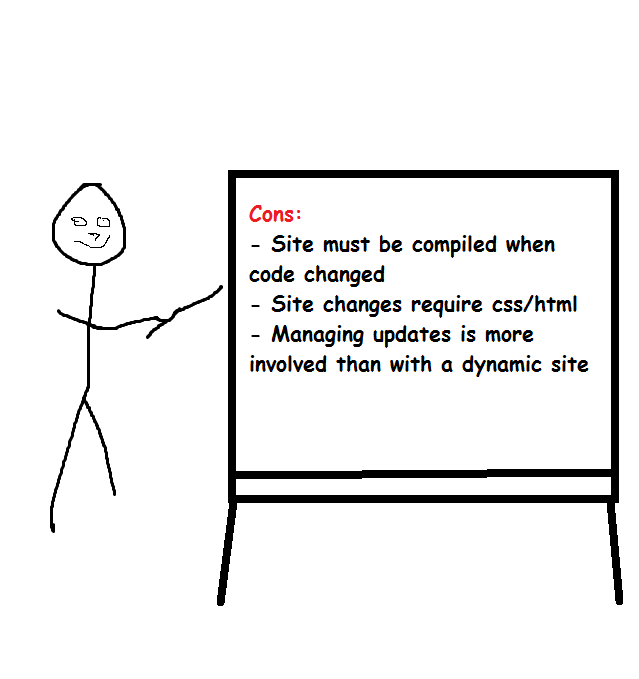 Cons:
- Site must be compiled when
code changed
- Site changes require css/html
- Managing updates is more
involved than with a dynamic site